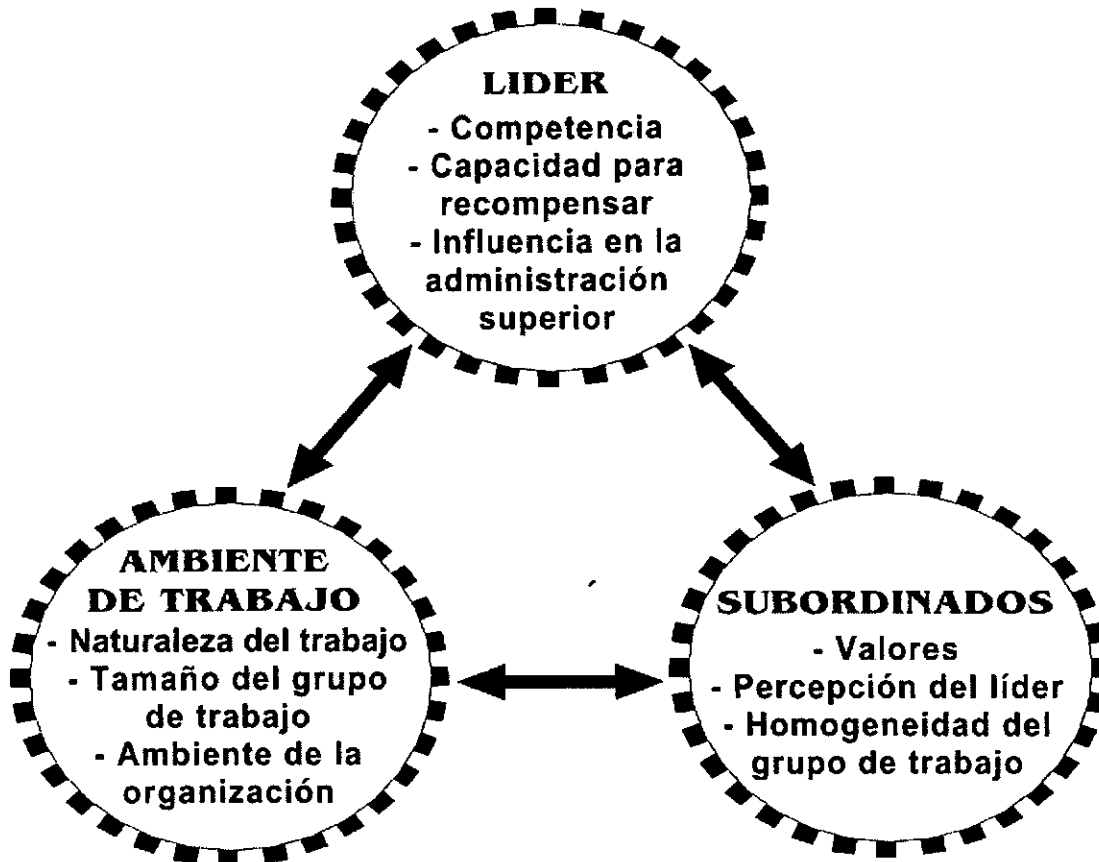 LIDER
- Competencia
- Capacidad para
recompensar
- Influencia en la
administración
superior
AMBIENTE
DE TRABAJO
- Naturaleza del trabajo
- Tamaño del grupo
de trabajo
- Ambiente de la
organización
SUBORDINADOS
- Valores
- Percepción del líder
- Homogeneidad del
grupo de trabajo